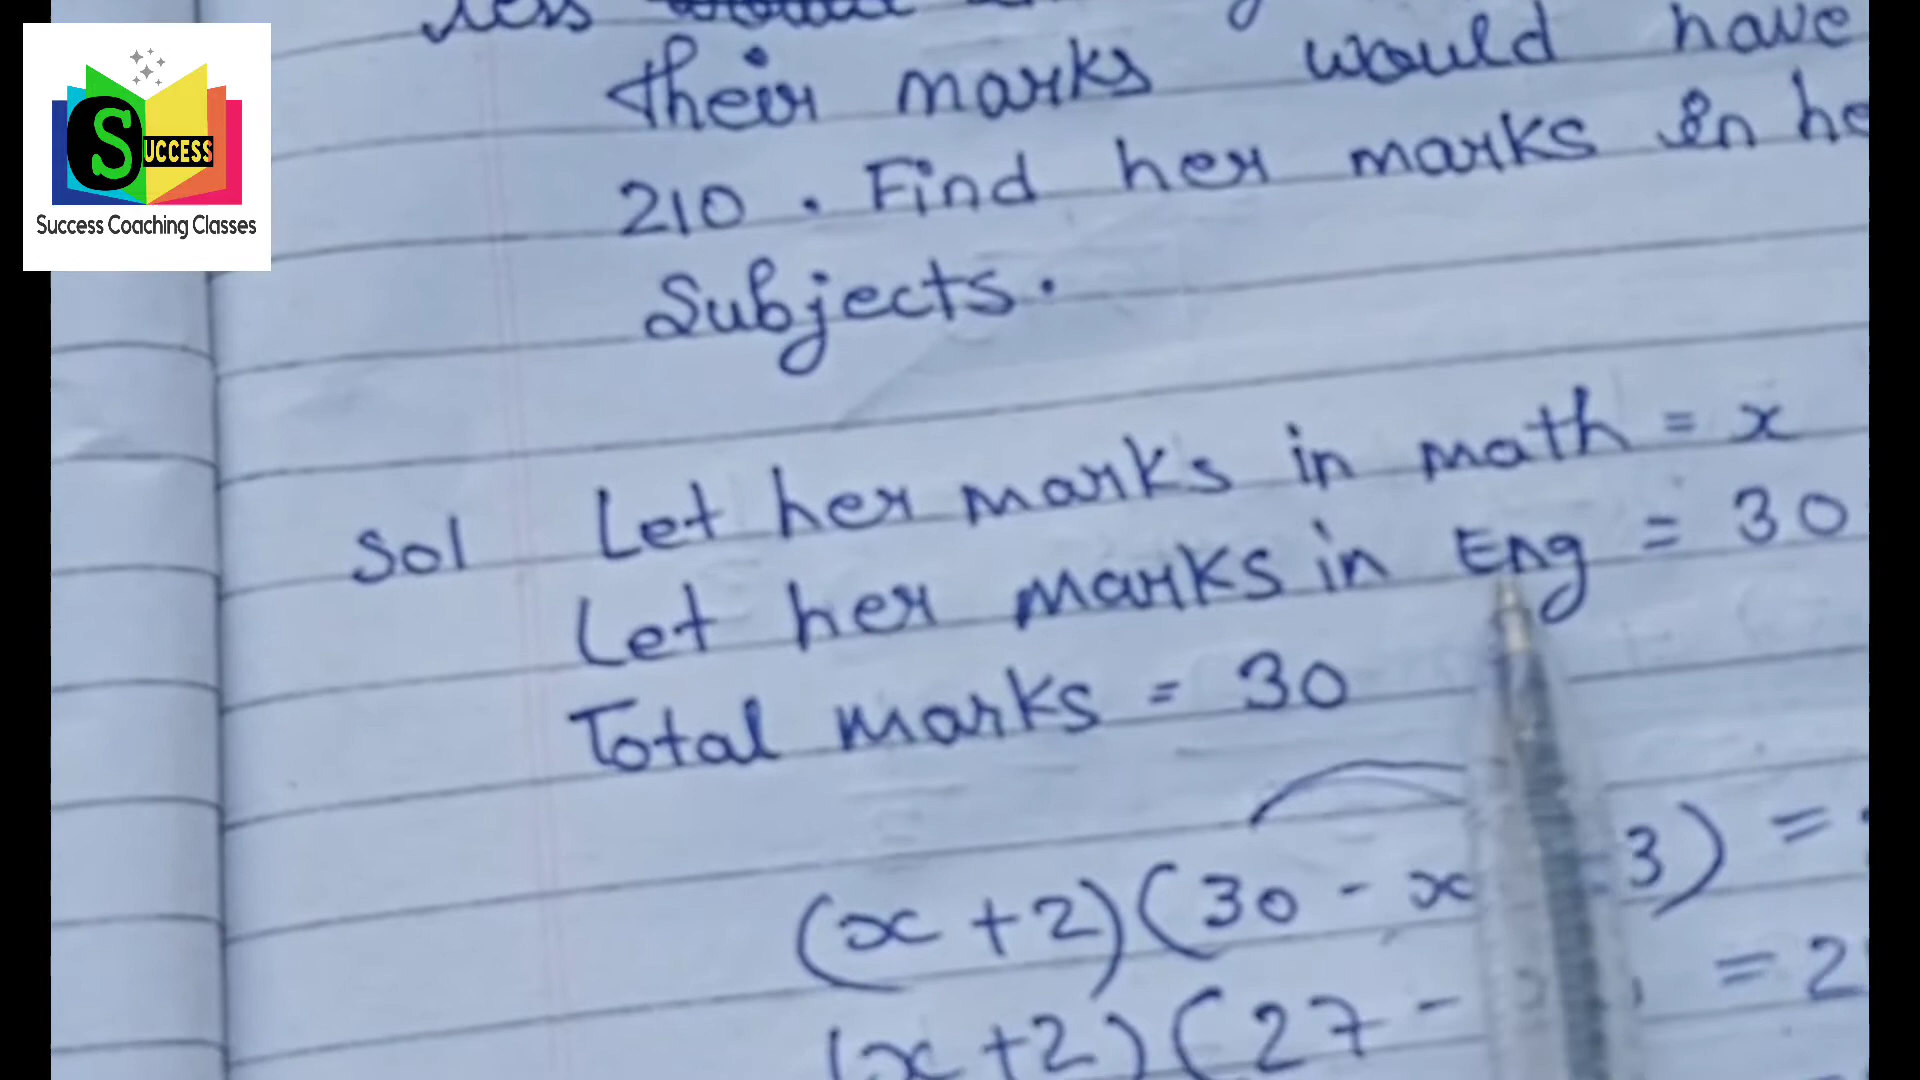 SUCCESS
Success Coaching Classes
less
their marks would have
210. Find her marks in
Subjects.
Sol Let her marks in math = x
Let her marks in Eng = 30
Total marks = 30
(x + 2)(30 - x - 3) =
(x + 2)(27 - = 2